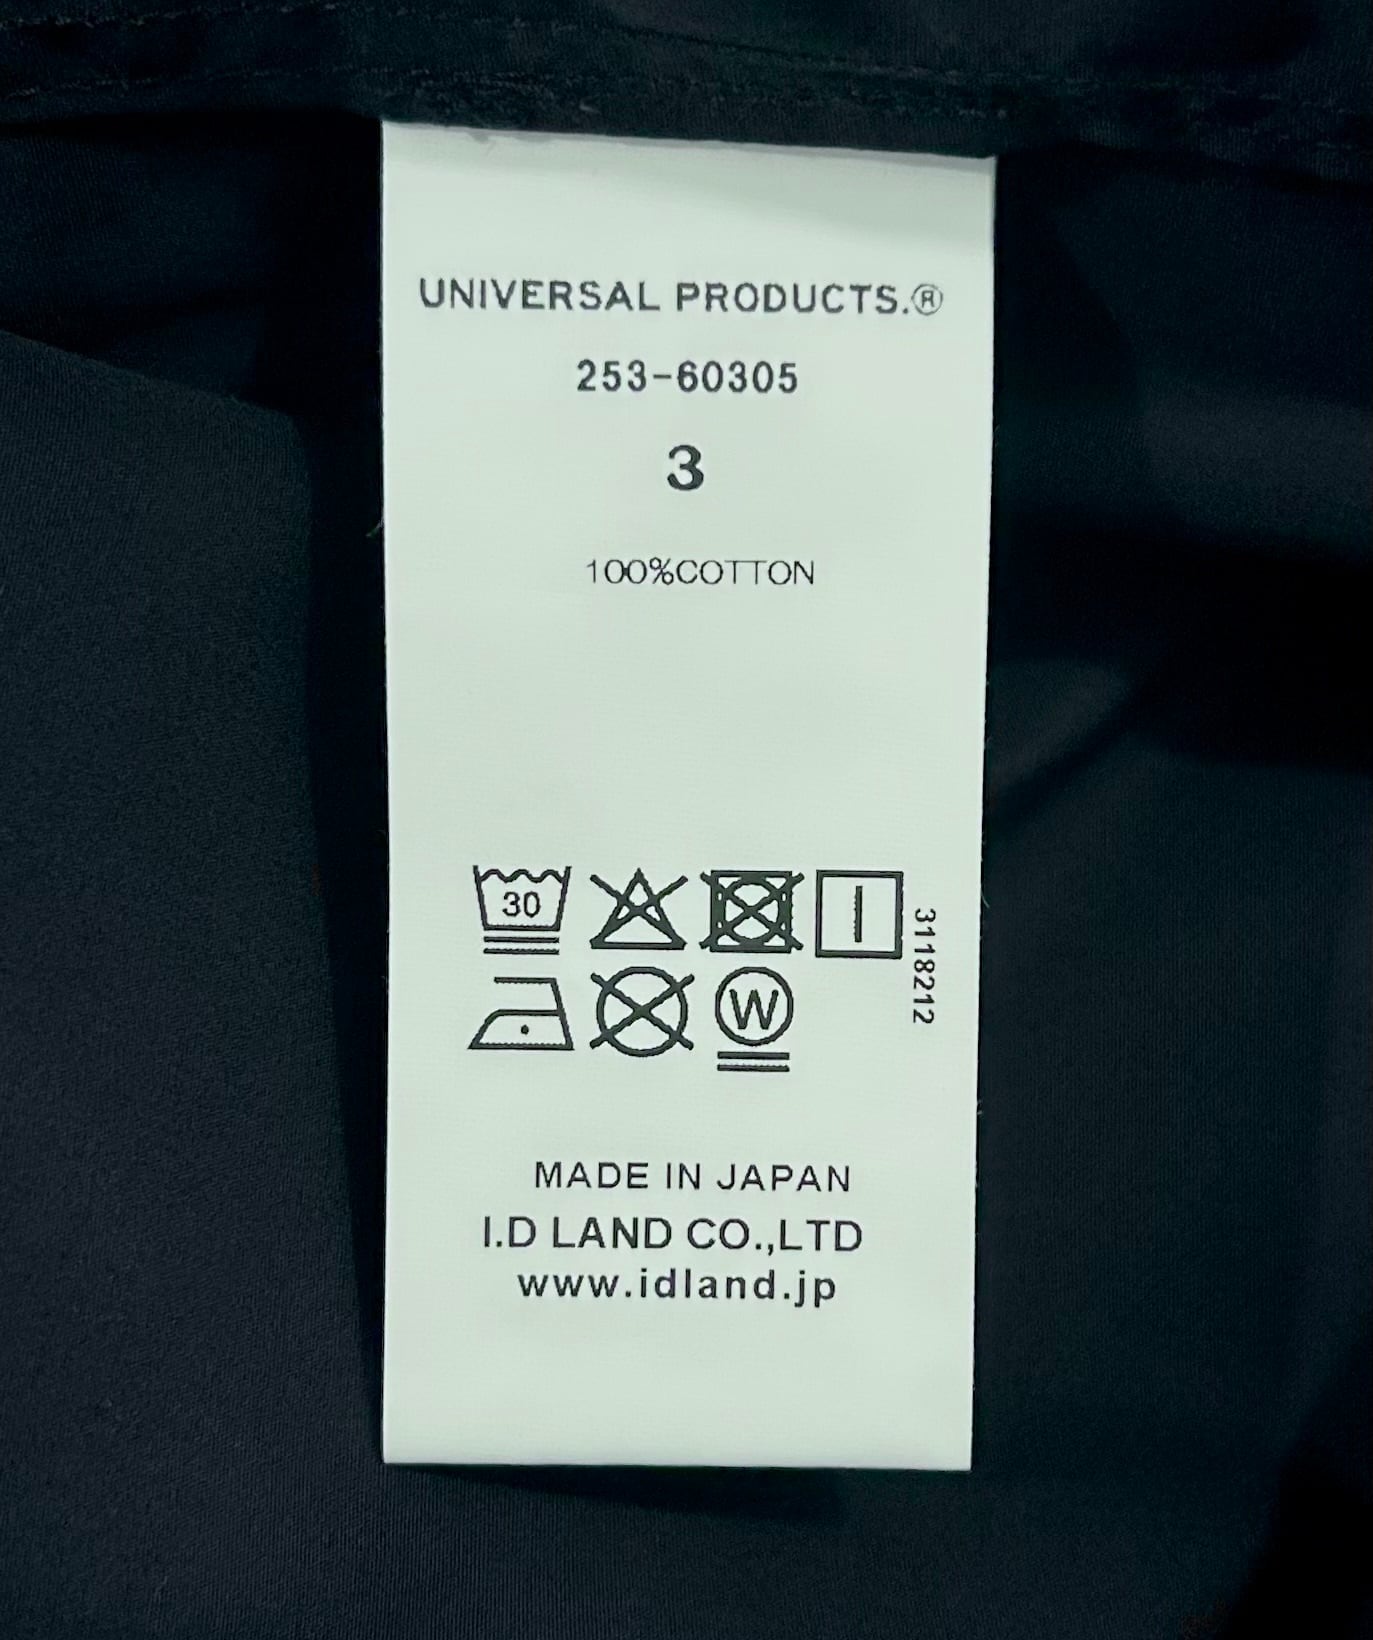 UNIVERSAL PRODUCTS.®
253-60305
3
100%COTTON
30
3118212
W
MADE IN JAPAN
I.D LAND CO.,LTD
www.idland.jp